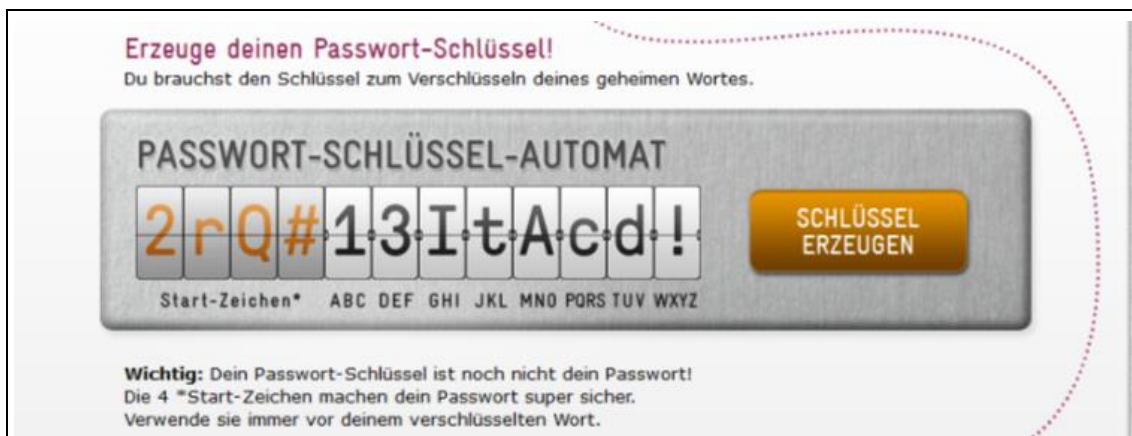 Erzeuge deinen Passwort-Schlüssel!
Du brauchst den Schlüssel zum Verschlüsseln deines geheimen Wortes.
PASSWORT-SCHLÜSSEL-AUTOMAT
2rQ#13ItAcd!
SCHLÜSSEL
ERZEUGEN
Start-Zeichen* ABC DEF GHI JKL MNO PQRS TUV WXYZ
Wichtig: Dein Passwort-Schlüssel ist noch nicht dein Passwort!
Die 4 *Start-Zeichen machen dein Passwort super sicher.
Verwende sie immer vor deinem verschlüsselten Wort.